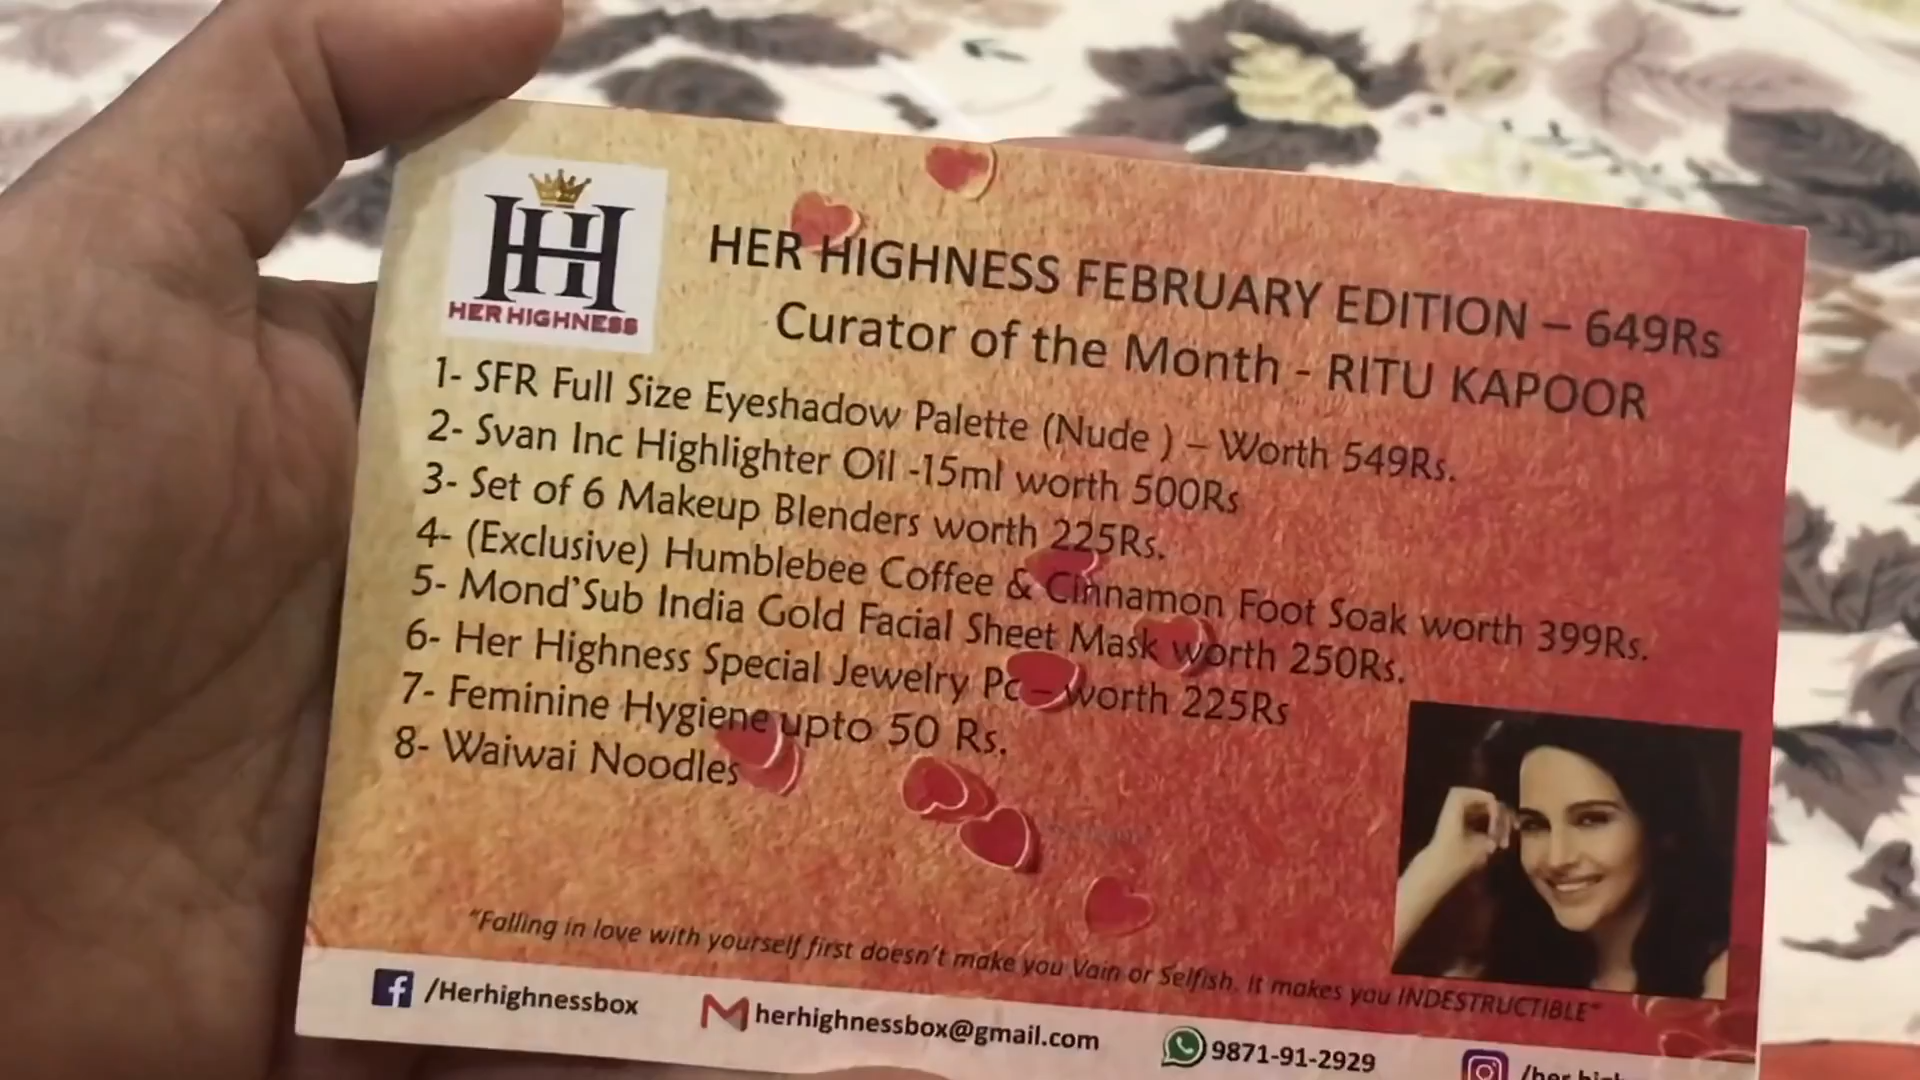 HH
HER HIGHNESS
HER HIGHNESS FEBRUARY EDITION – 649Rs
Curator of the Month - RITU KAPOOR
1- SFR Full Size Eyeshadow Palette (Nude ) – Worth 549Rs.
2- Svan Inc Highlighter Oil -15ml worth 500Rs
3- Set of 6 Makeup Blenders worth 225Rs.
4- (Exclusive) Humblebee Coffee & Cinnamon Foot Soak worth 399Rs.
5- Mond'Sub India Gold Facial Sheet Mask worth 250Rs.
6- Her Highness Special Jewelry Pc – worth 225Rs
7- Feminine Hygiene upto 50 Rs.
8- Waiwai Noodles
"Falling in love with yourself first doesn't make you Vain or Selfish, It makes you INDESTRUCTIBLE"
/Herhighnessbox
herhighnessbox@gmail.com
9871-91-2929